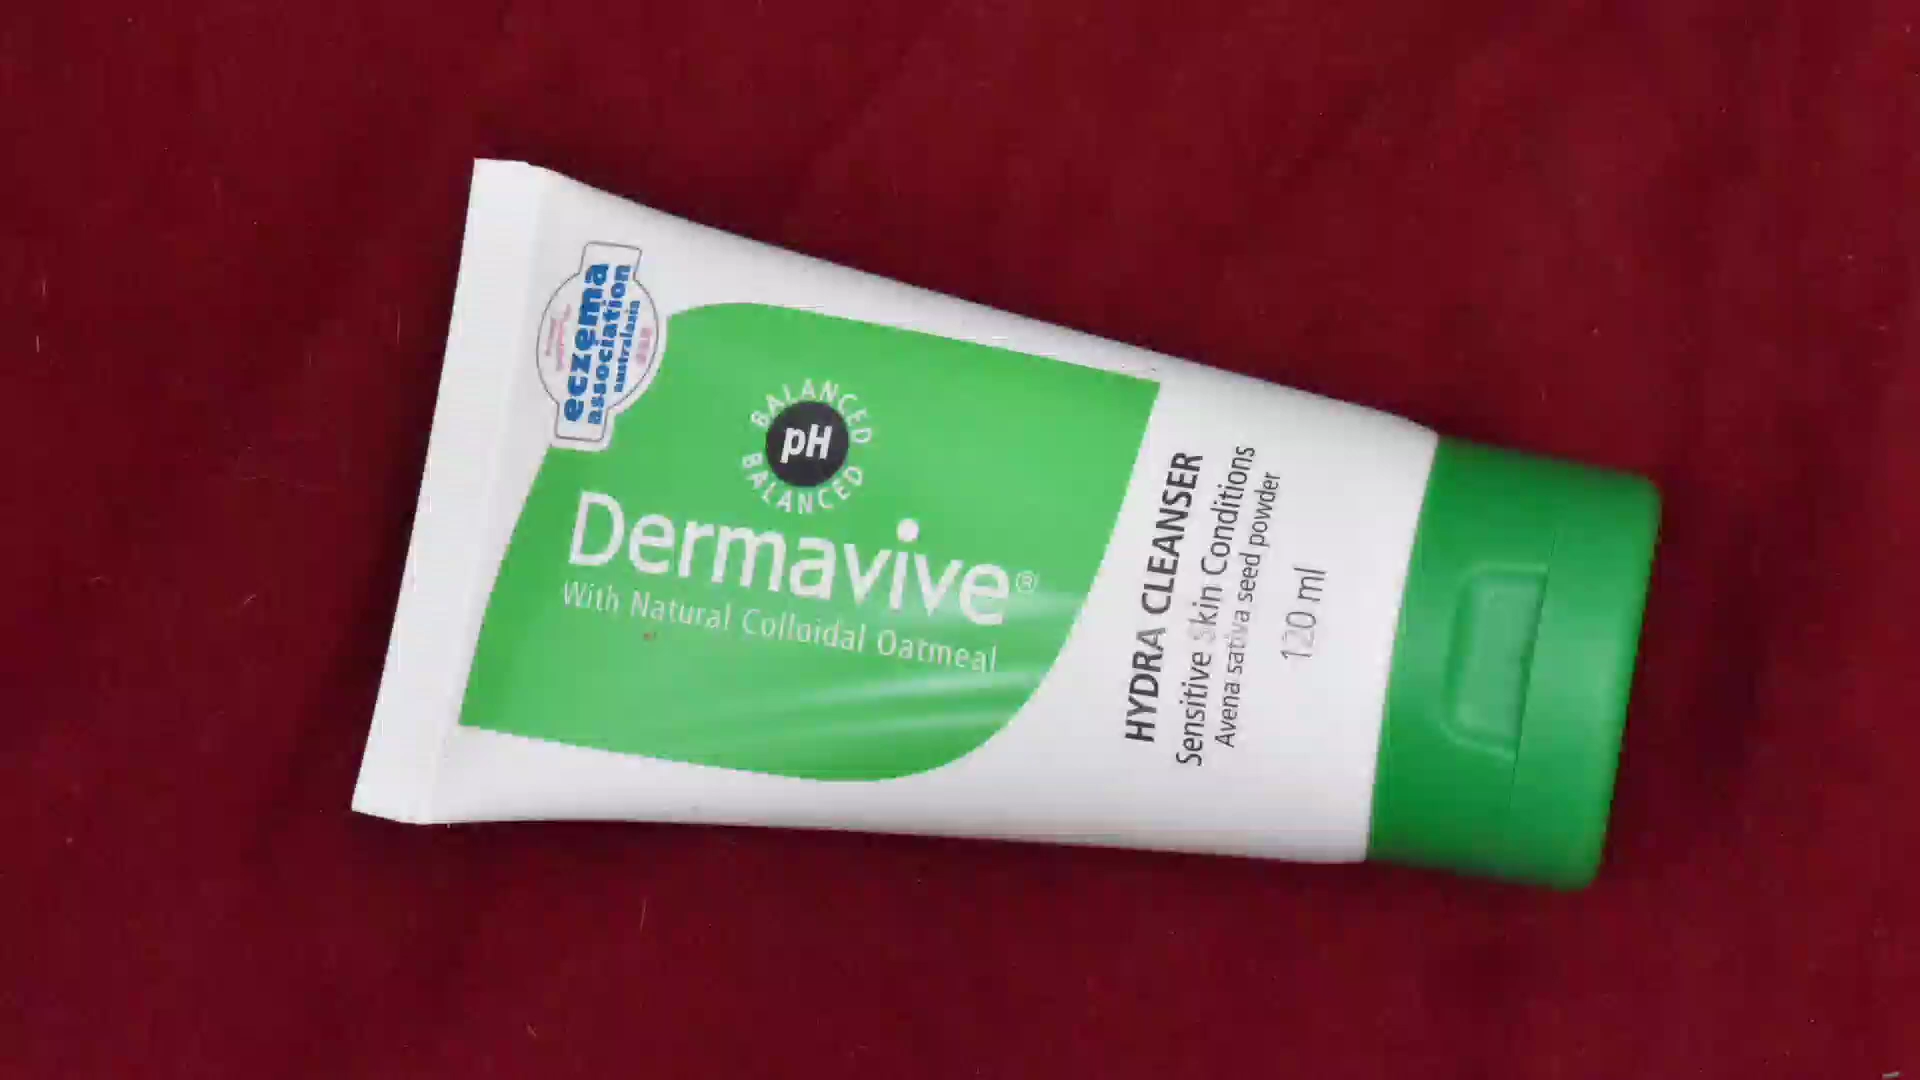 eczema
association
australasia
BALANCED
pH
BALANCED
Dermavive®
With Natural Colloidal Oatmeal
HYDRA CLEANSER
Sensitive Skin Conditions
Avena sativa seed powder
120 ml